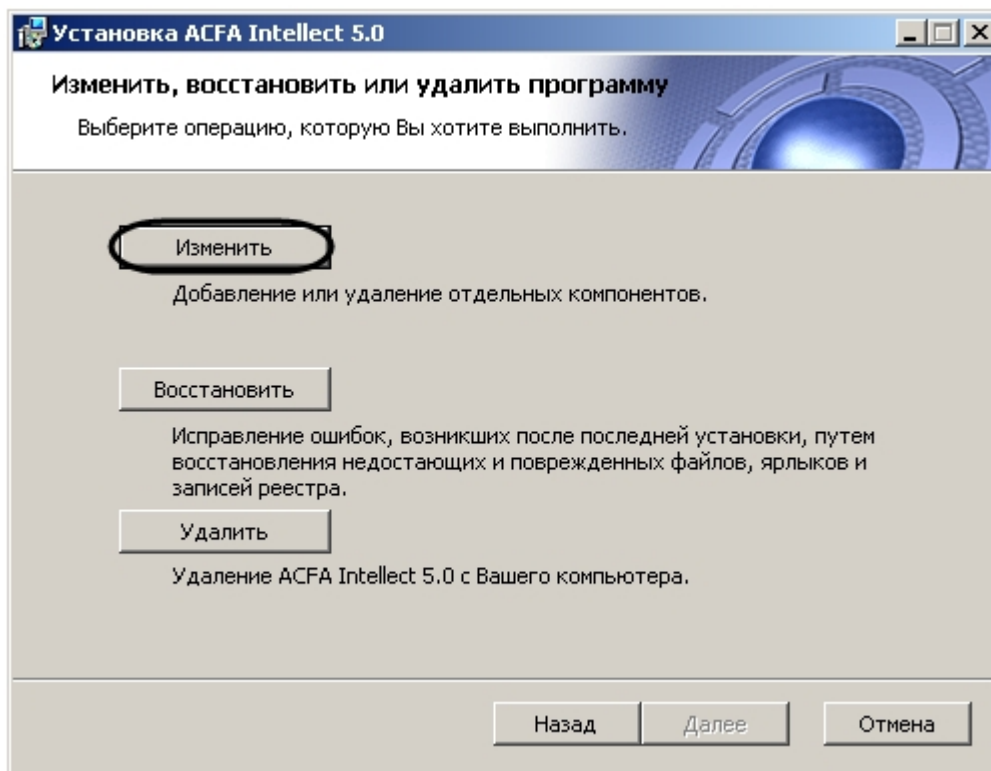 Установка ACFA Intellect 5.0
Изменить, восстановить или удалить программу
Выберите операцию, которую Вы хотите выполнить.
Изменить
Добавление или удаление отдельных компонентов.
Восстановить
Исправление ошибок, возникших после последней установки, путем
восстановления недостающих и поврежденных файлов, ярлыков и
записей реестра.
Удалить
Удаление ACFA Intellect 5.0 с Вашего компьютера.
Назад Далее Отмена